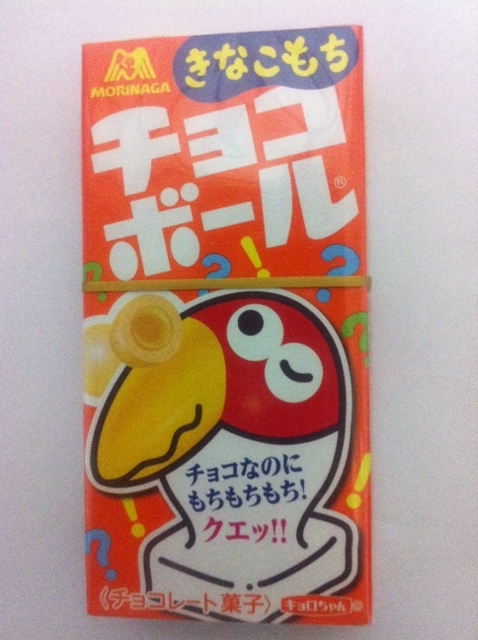 MORINAGA
きなこもち
チョコ
ボール®
チョコなのに
もちもちもち!
クエッ!!
〈チョコレート菓子〉 キョロちゃん®